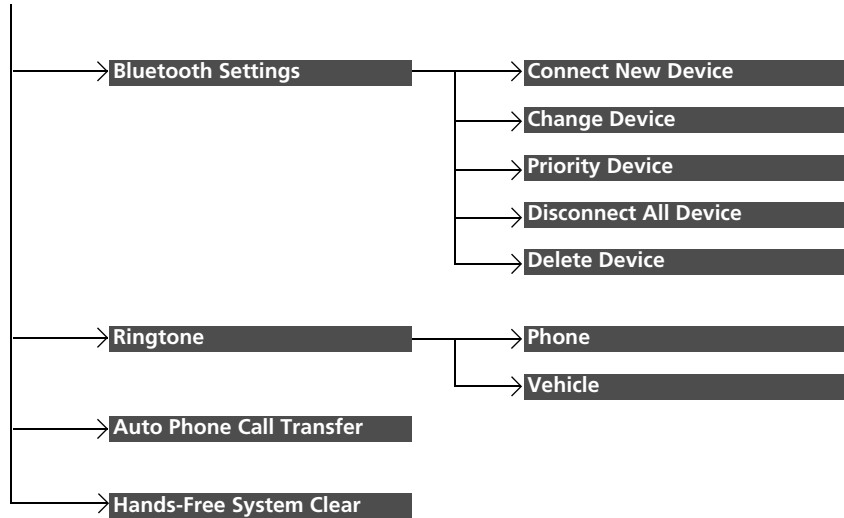 Bluetooth Settings
Connect New Device
Change Device
Priority Device
Disconnect All Device
Delete Device
Ringtone
Phone
Vehicle
Auto Phone Call Transfer
Hands-Free System Clear